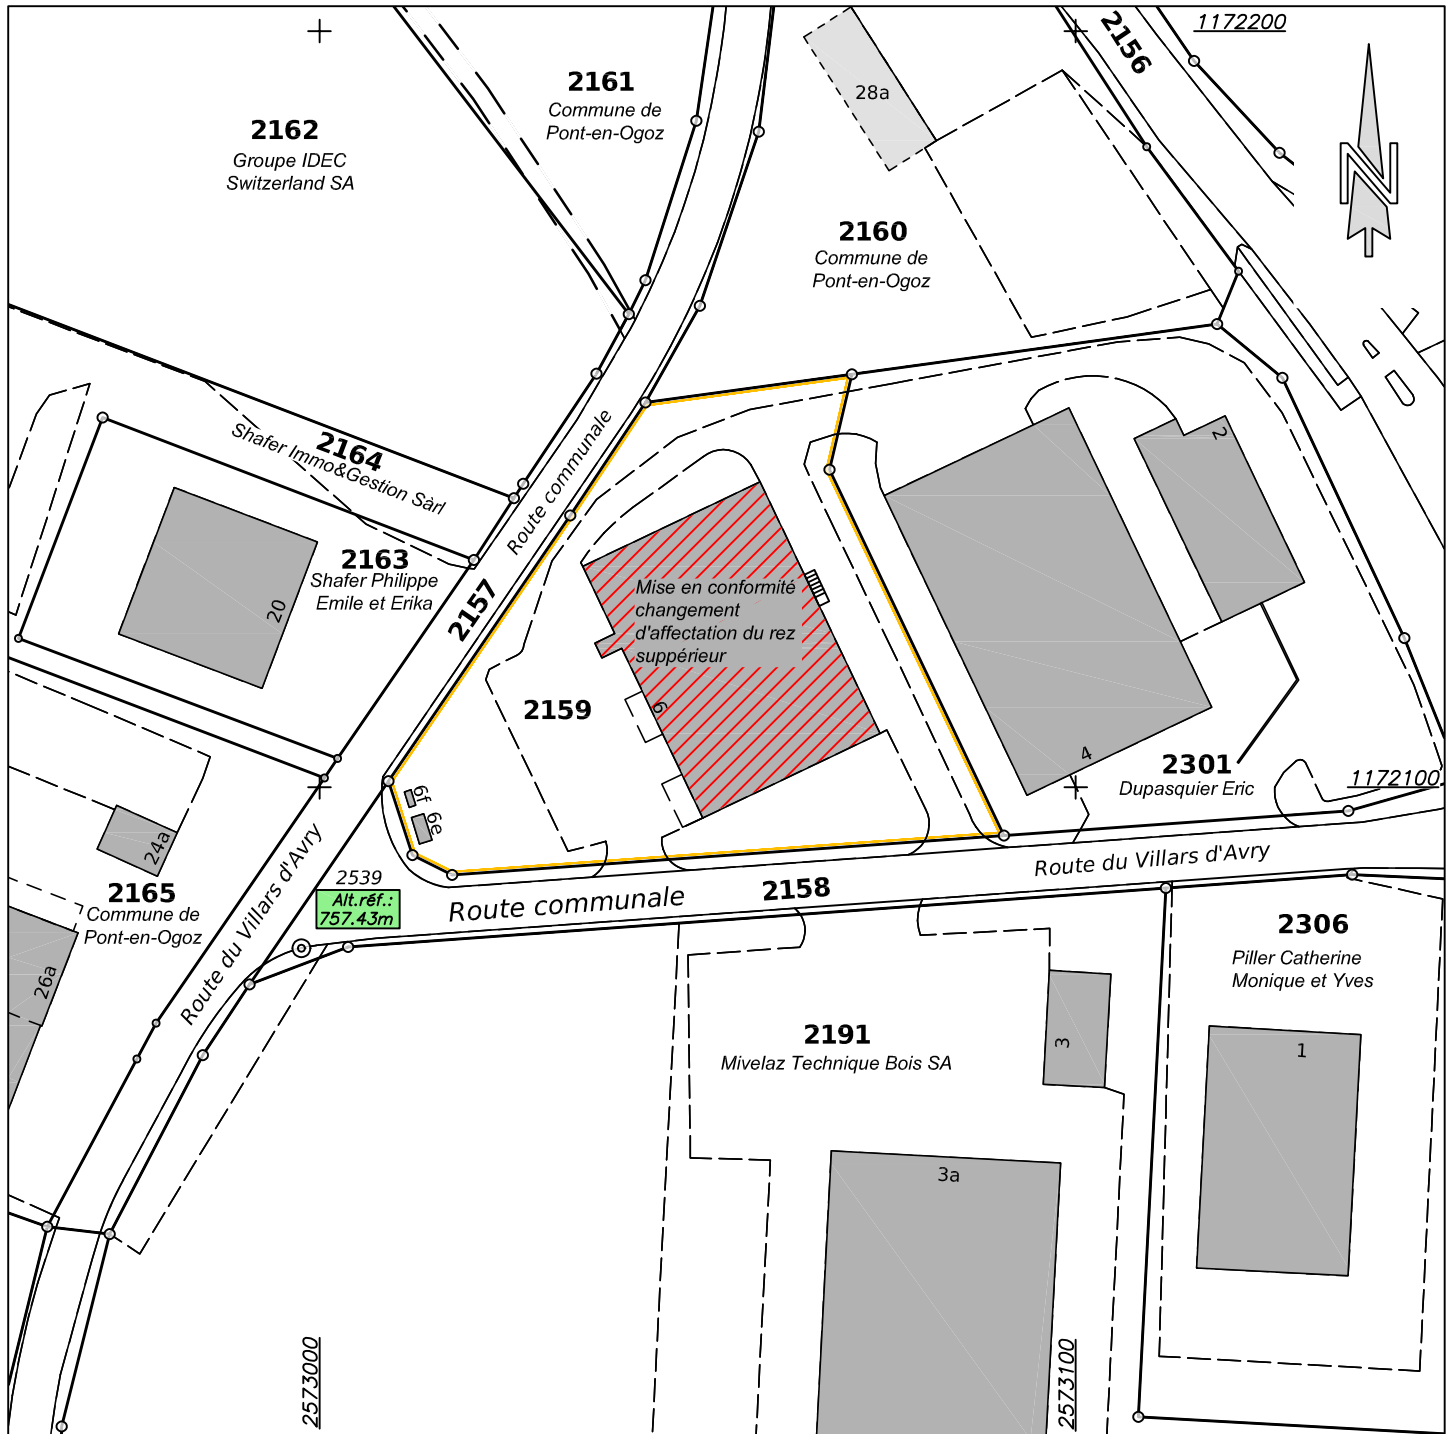 1172200
2156
2161
Commune de
Pont-en-Ogoz
28a
2162
Groupe IDEC
Switzerland SA
N
2160
Commune de
Pont-en-Ogoz
2164
Shafer Immo&Gestion Sàrl
Route communale
2
2163
Shafer Philippe
Emile et Erika
20
2157
Mise en conformité
changement
d'affectation du rez
suppérieur
2159
6
4
2301
Dupasquier Eric
1172100
6f
6e
24a
Route du Villars d'Avry
2165
Commune de
Pont-en-Ogoz
2539
Alt.réf.:
757.43m
Route communale
2158
Route du Villars d'Avry
2306
Piller Catherine
Monique et Yves
26a
2191
Mivelaz Technique Bois SA
3
1
3a
2573000
2573100